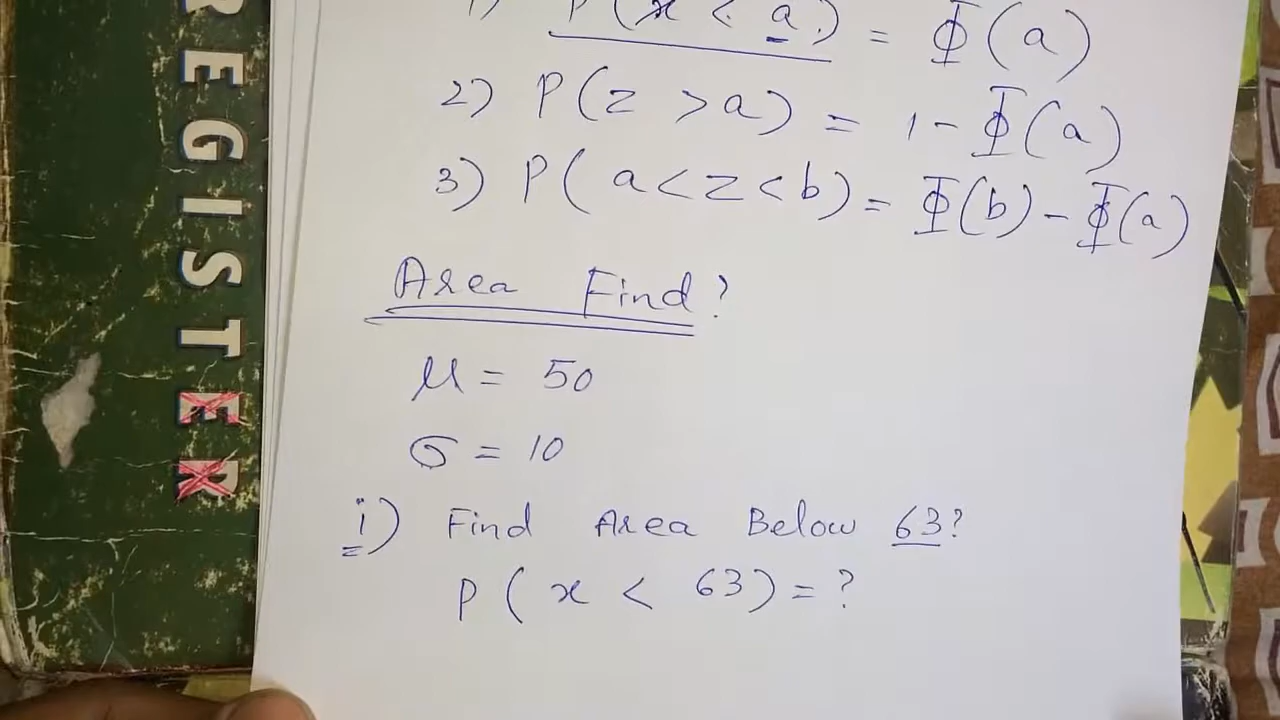 REGISTER
1) P(x < a) = Φ(a)
2) P(z > a) = 1 - Φ(a)
3) P(a < z < b) = Φ(b) - Φ(a)
Area Find?
μ = 50
σ = 10
i) Find Area Below 63?
P(x < 63) = ?